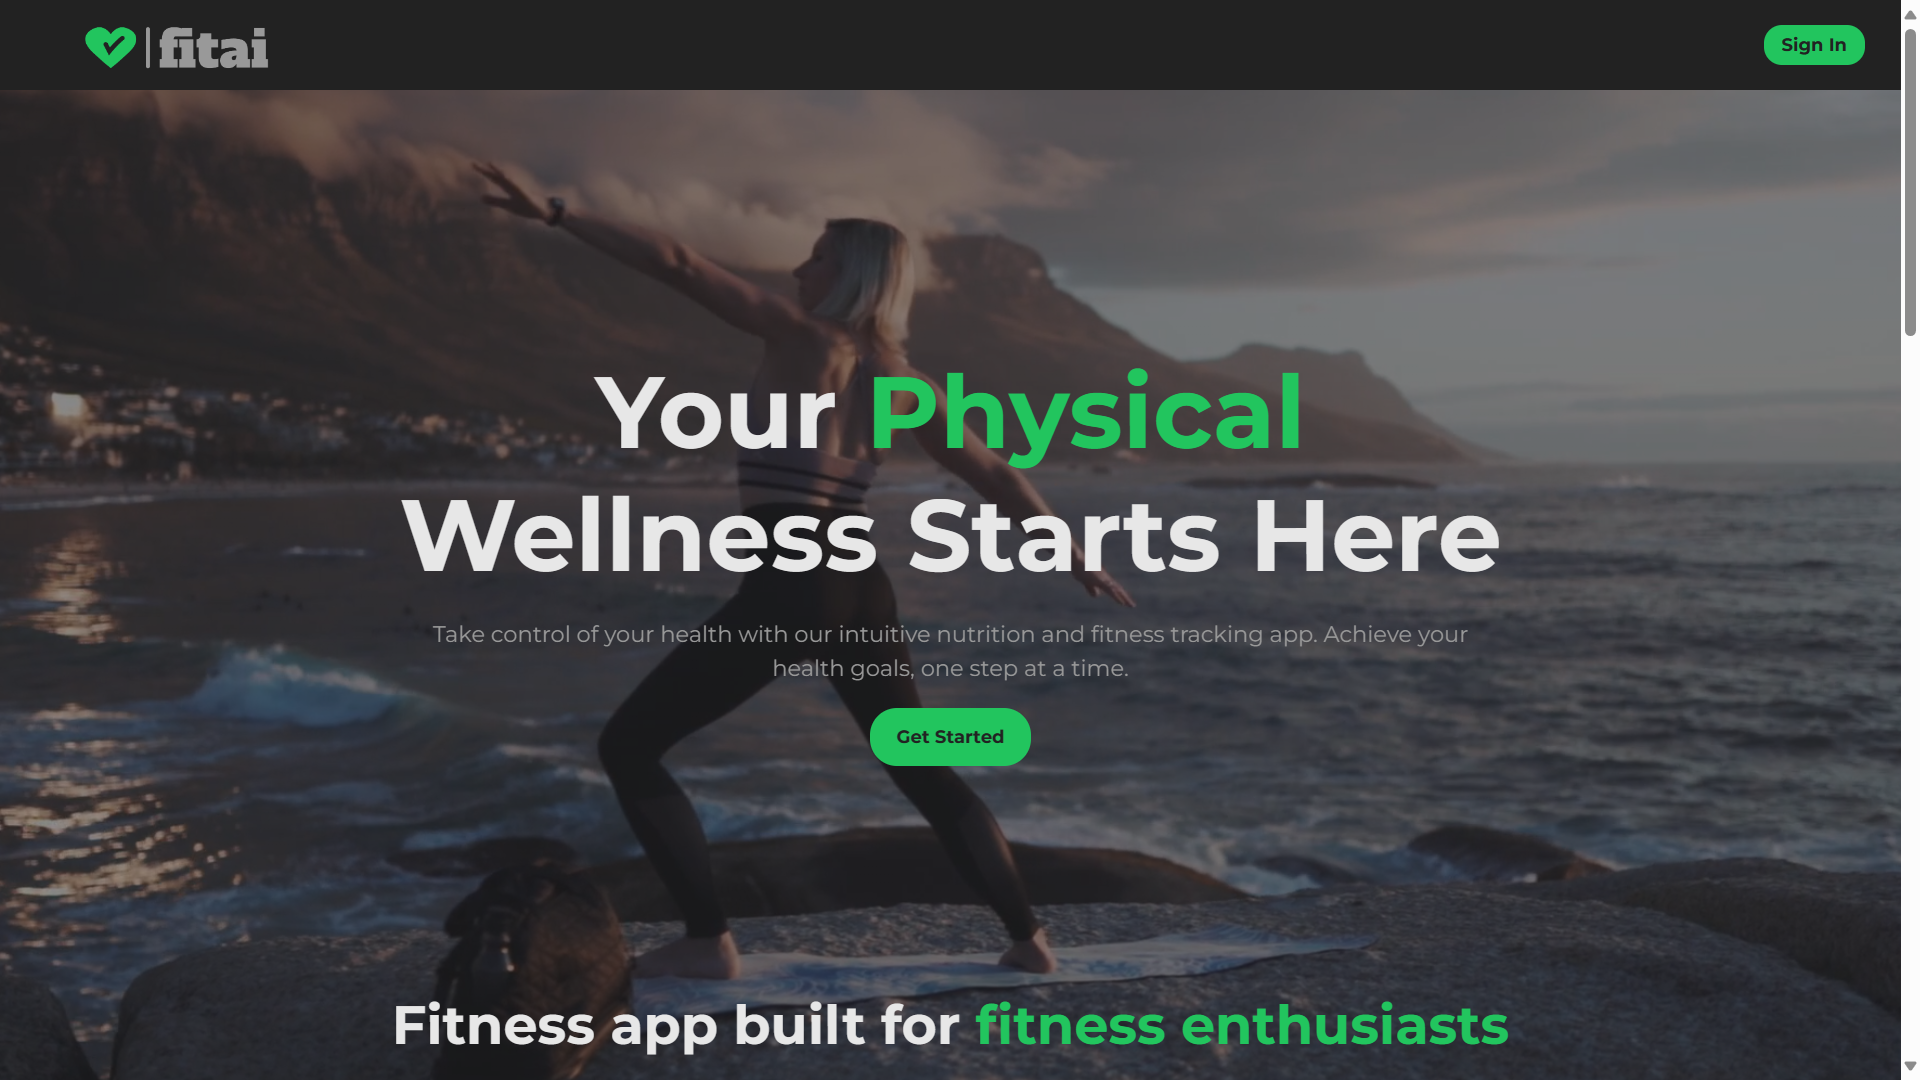 fitai
Sign In
Your Physical
Wellness Starts Here
Take control of your health with our intuitive nutrition and fitness tracking app. Achieve your
health goals, one step at a time.
Get Started
Fitness app built for fitness enthusiasts